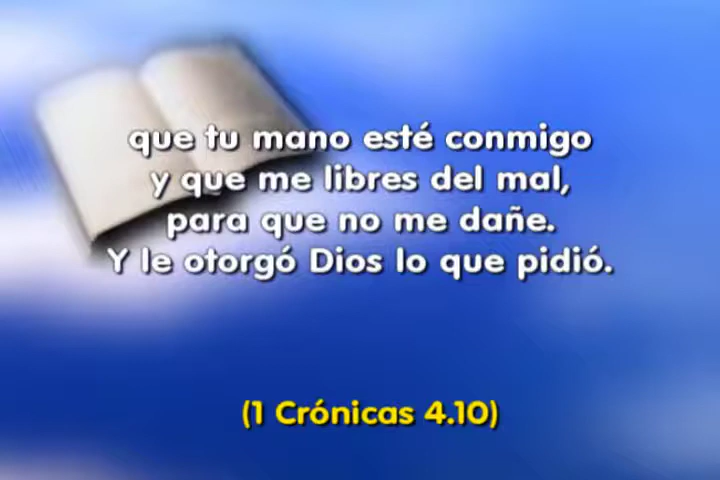 que tu mano esté conmigo
y que me libres del mal,
para que no me dañe.
Y le otorgó Dios lo que pidió.
(1 Crónicas 4.10)